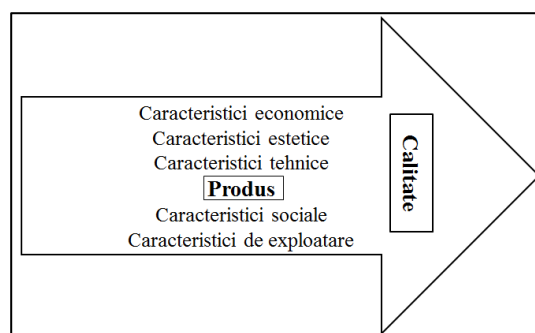 Caracteristici economice
Caracteristici estetice
Caracteristici tehnice
Produs
Caracteristici sociale
Caracteristici de exploatare
Calitate